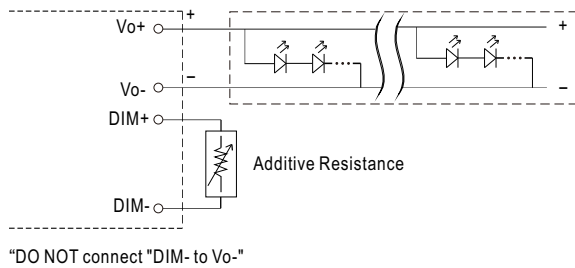 Vo+
+
+
Vo-
-
-
DIM+
Additive Resistance
DIM-
“DO NOT connect "DIM- to Vo-"